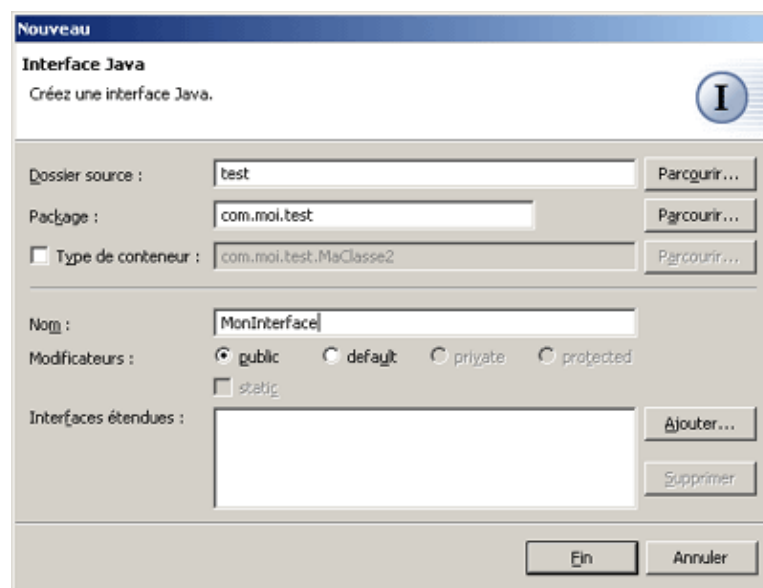 Nouveau
Interface Java
Créez une interface Java.
I
Dossier source : test Parcourir...
Package : com.moi.test Parcourir...
Type de conteneur : com.moi.test.MaClasse2 Parcourir...
Nom : MonInterface
Modificateurs : public default private protected
static
Interfaces étendues : Ajouter...
Supprimer
Fin Annuler